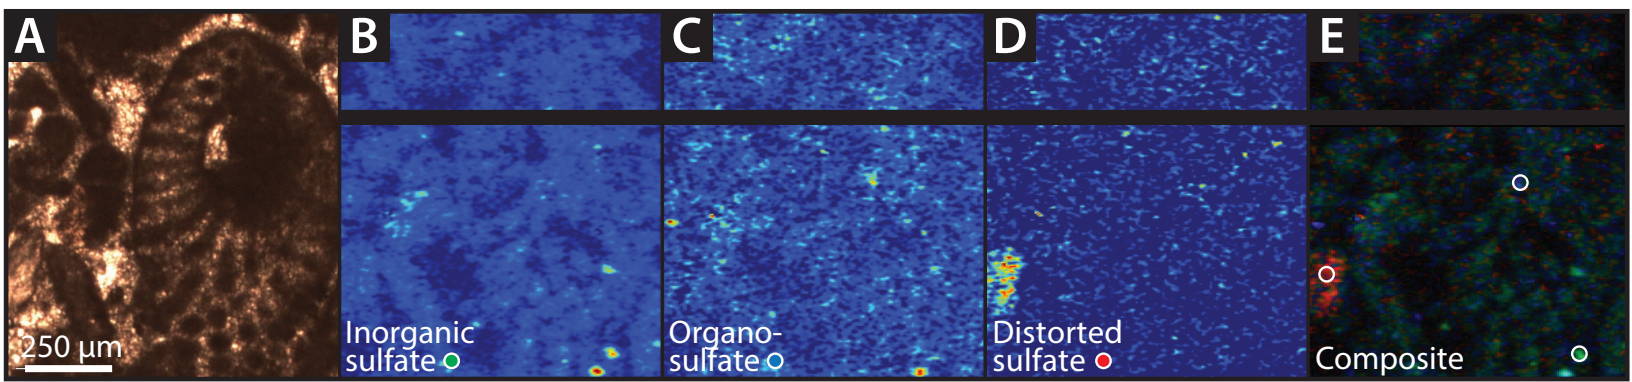 A
B
C
D
E
250 μm
Inorganic
sulfate
Organo-
sulfate
Distorted
sulfate
Composite